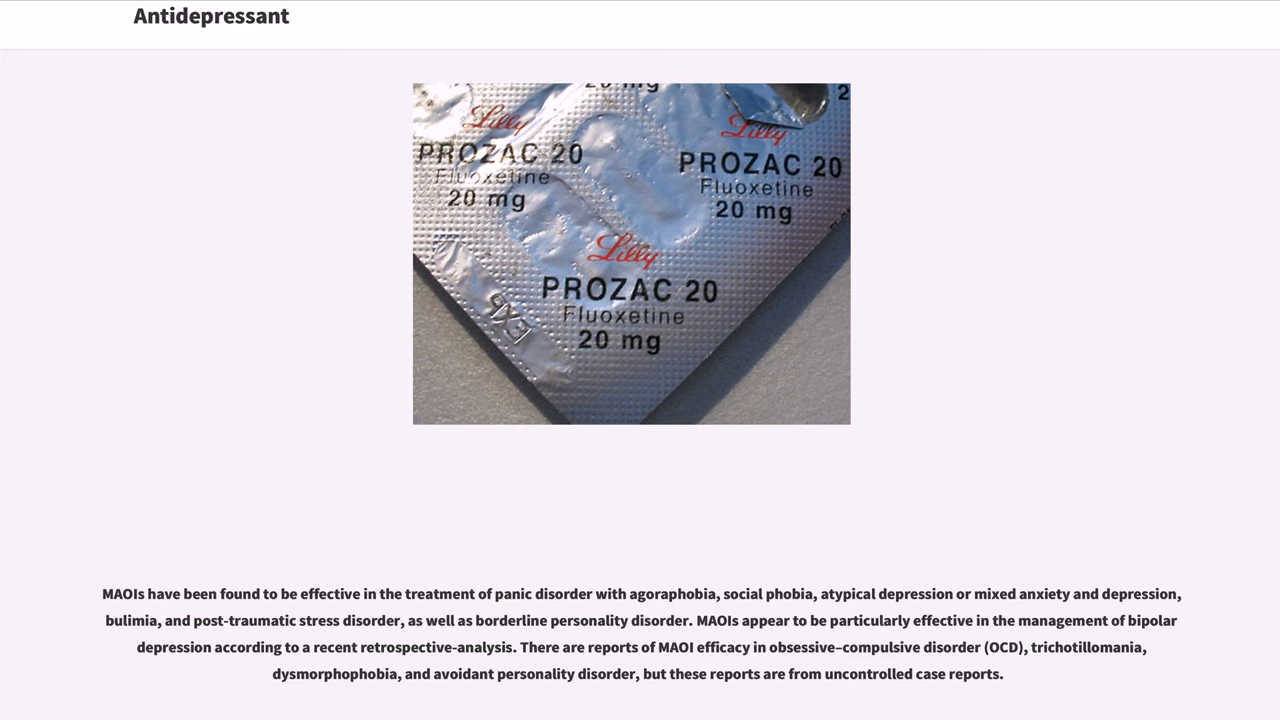 Antidepressant
20 mg
2
Lilly
PROZAC 20
Fluoxetine
20 mg
Lilly
PROZAC 20
Fluoxetine
20 mg
Lilly
PROZAC 20
Fluoxetine
20 mg
EXP
MAOIs have been found to be effective in the treatment of panic disorder with agoraphobia, social phobia, atypical depression or mixed anxiety and depression,
bulimia, and post-traumatic stress disorder, as well as borderline personality disorder. MAOIs appear to be particularly effective in the management of bipolar
depression according to a recent retrospective-analysis. There are reports of MAOI efficacy in obsessive–compulsive disorder (OCD), trichotillomania,
dysmorphophobia, and avoidant personality disorder, but these reports are from uncontrolled case reports.